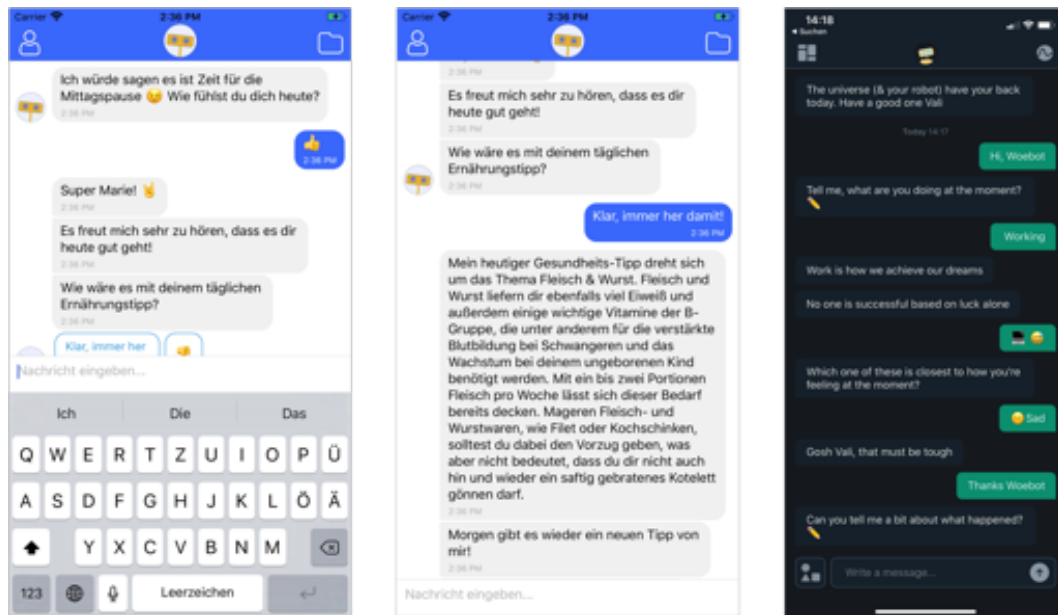 Carrier 2:36 PM
Ich würde sagen es ist Zeit für die
Mittagspause 😉 Wie fühlst du dich heute?
2:36 PM
👍
2:36 PM
Super Marie! 🤘
2:36 PM
Es freut mich sehr zu hören, dass es dir
heute gut geht!
2:36 PM
Wie wäre es mit deinem täglichen
Ernährungstipp?
2:36 PM
Klar, immer her
Nachricht eingeben...
Ich Die Das
Q W E R T Z U I O P Ü
A S D F G H J K L Ö Ä
Y X C V B N M
123 Leerzeichen
Carrier 2:36 PM
2:36 PM
Es freut mich sehr zu hören, dass es dir
heute gut geht!
2:36 PM
Wie wäre es mit deinem täglichen
Ernährungstipp?
2:36 PM
Klar, immer her damit!
2:36 PM
Mein heutiger Gesundheits-Tipp dreht sich
um das Thema Fleisch & Wurst. Fleisch und
Wurst liefern dir ebenfalls viel Eiweiß und
außerdem einige wichtige Vitamine der B-
Gruppe, die unter anderem für die verstärkte
Blutbildung bei Schwangeren und das
Wachstum bei deinem ungeborenen Kind
benötigt werden. Mit ein bis zwei Portionen
Fleisch pro Woche lässt sich dieser Bedarf
bereits decken. Mageren Fleisch- und
Wurstwaren, wie Filet oder Kochschinken,
solltest du dabei den Vorzug geben, was
aber nicht bedeutet, dass du dir nicht auch
hin und wieder ein saftig gebratenes Kotelett
gönnen darf.
2:36 PM
Morgen gibt es wieder ein neuen Tipp von
mir!
2:36 PM
Nachricht eingeben...
14:18
Suchen
The universe (& your robot) have your back
today. Have a good one Vali
Today 14:17
Hi, Woebot
Tell me, what are you doing at the moment?
Working
Work is how we achieve our dreams
No one is successful based on luck alone
Which one of these is closest to how you're
feeling at the moment?
Sad
Gosh Vali, that must be tough
Thanks Woebot
Can you tell me a bit about what happened?
Write a message...